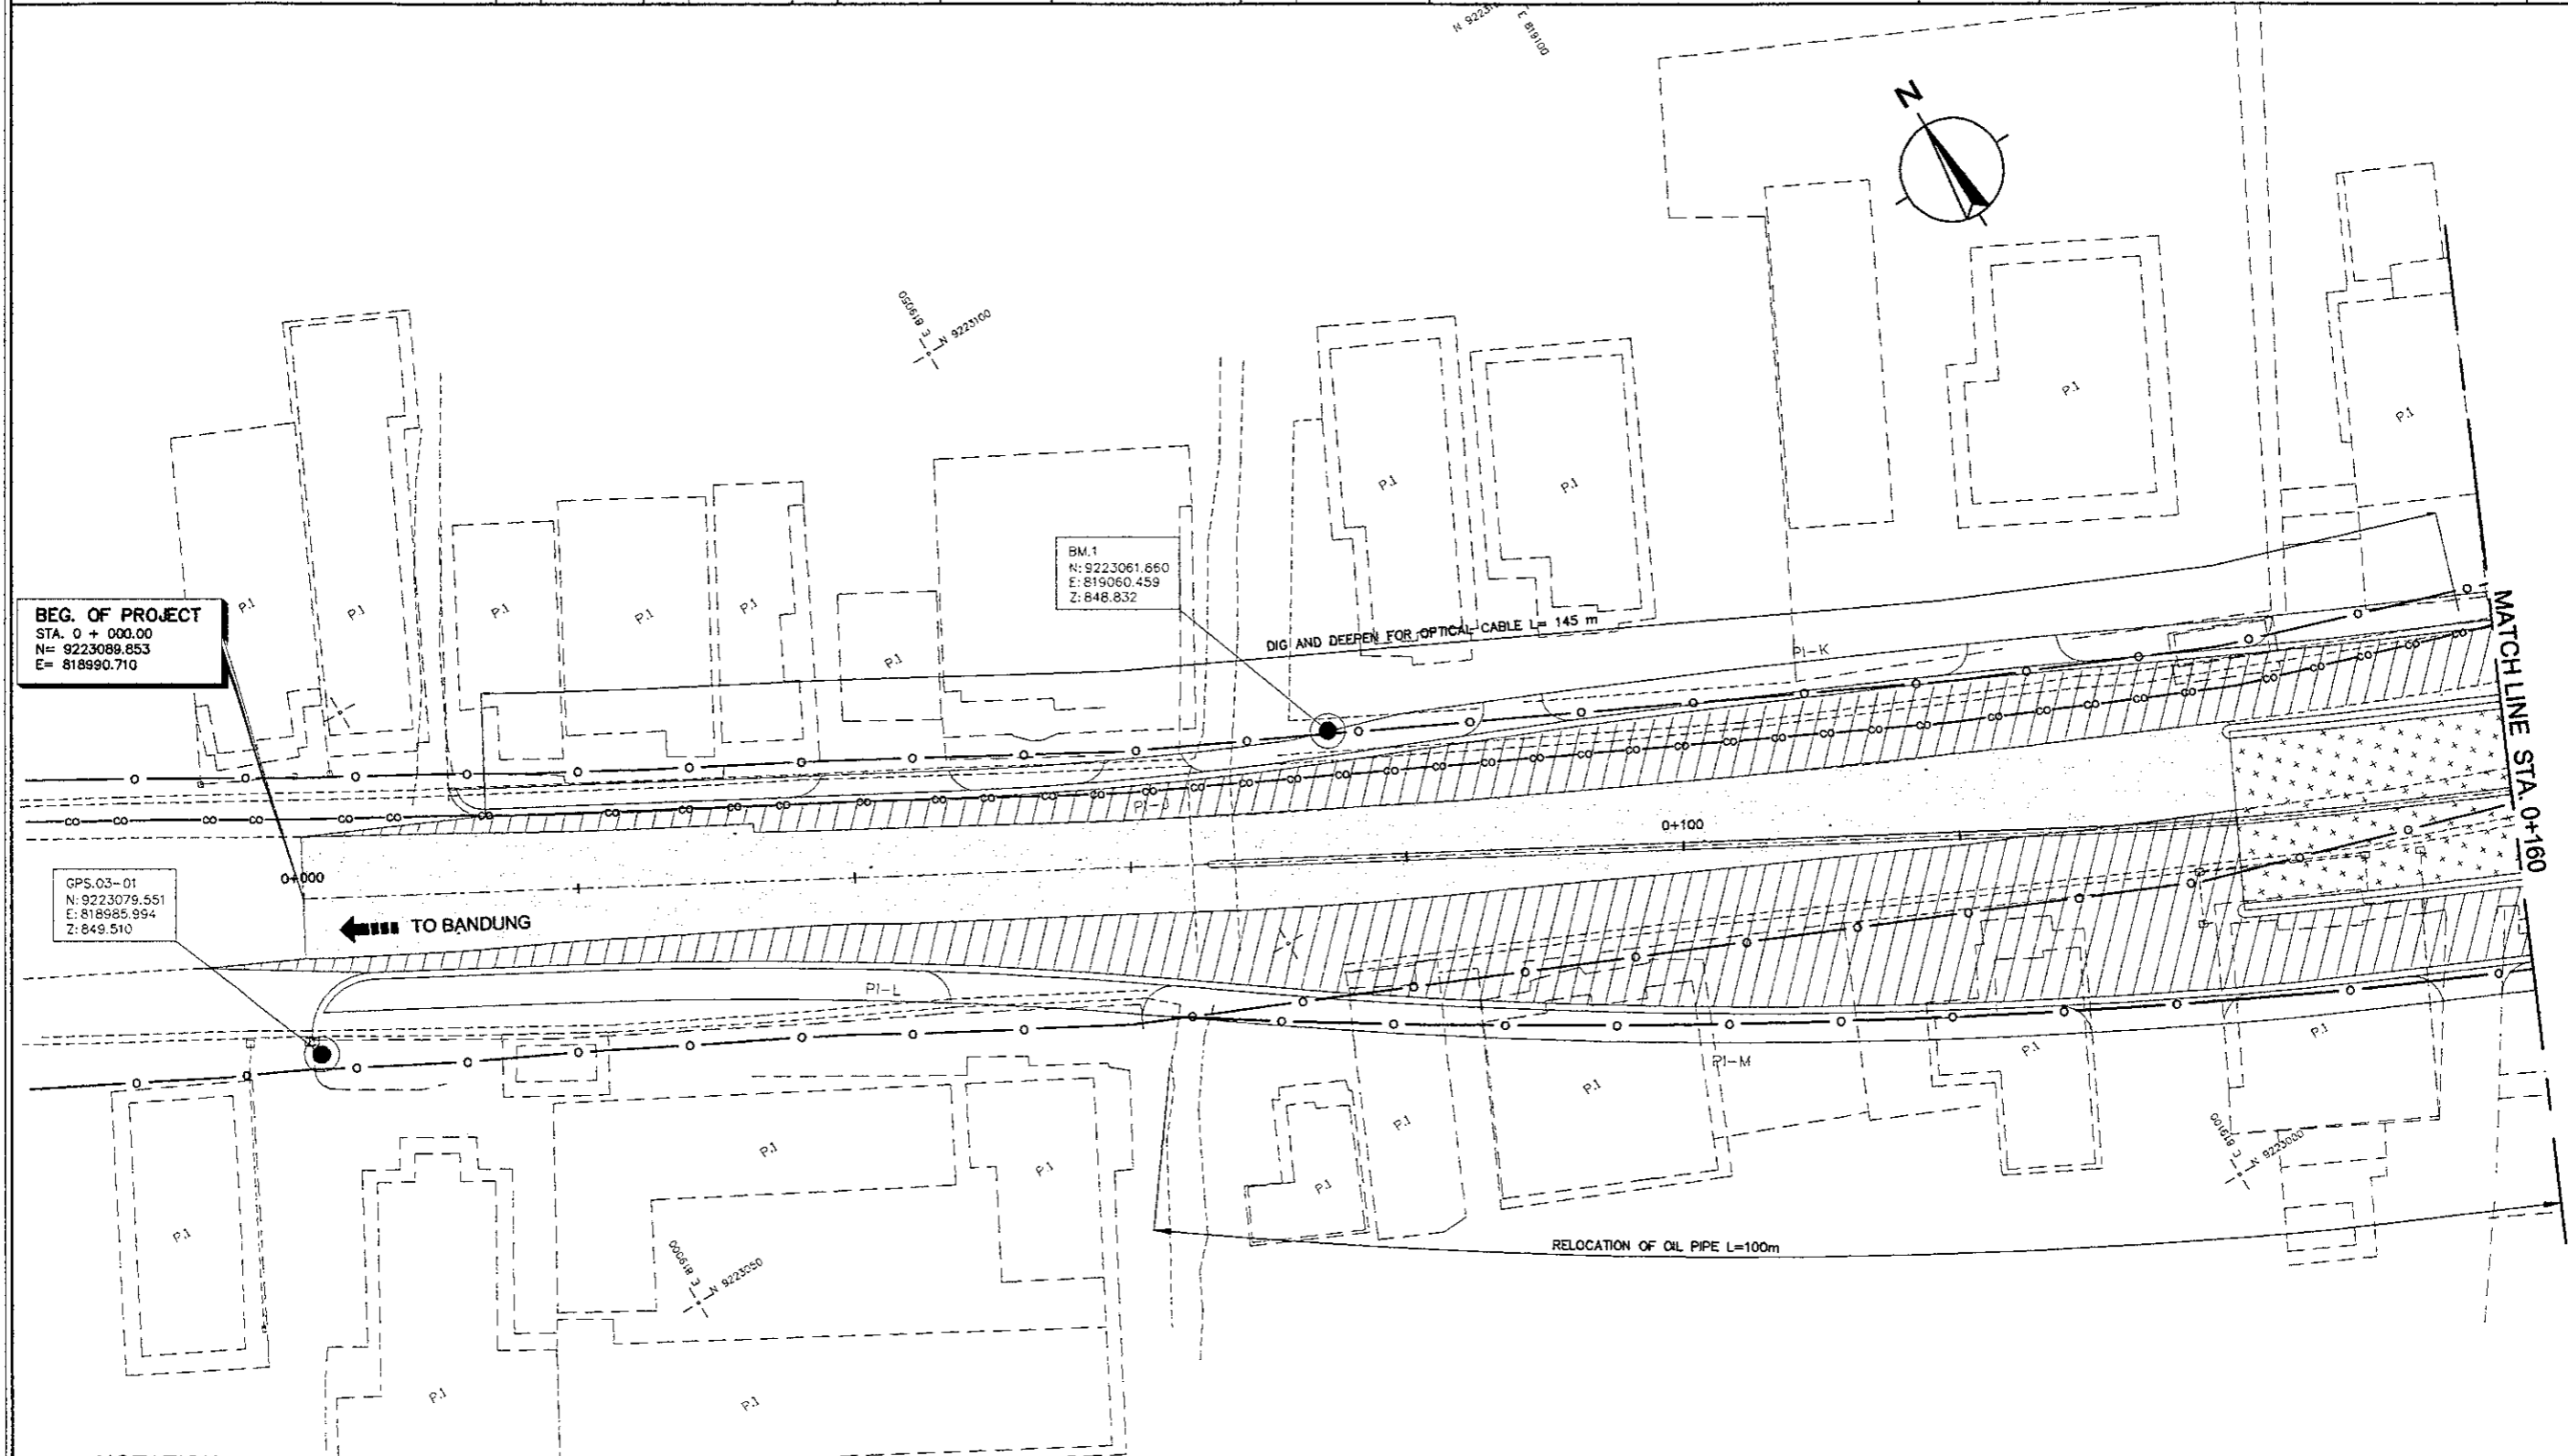 E 819100
N
E 819050
N 9223100
P.1
P.1
P.1
P.1
P.1
P.1
P.1
P.1
P.1
P.1
BM.1
N: 9223061.660
E: 819060.459
Z: 848.832
BEG. OF PROJECT
STA. 0 + 000.00
N= 9223089.853
E= 818990.710
DIG AND DEEPEN FOR OPTICAL CABLE L= 145 m
PI-K
MATCH LINE STA. 0+160
PI-J
0+100
0+000
GPS.03-01
N: 9223079.551
E: 818985.994
Z: 849.510
TO BANDUNG
PI-L
PI-M
P.1
P.1
P.1
P.1
P.1
P.1
P.1
P.1
E 819100
N 9223000
RELOCATION OF OIL PIPE L=100m
E 819000
N 9223050
P.1
P.1